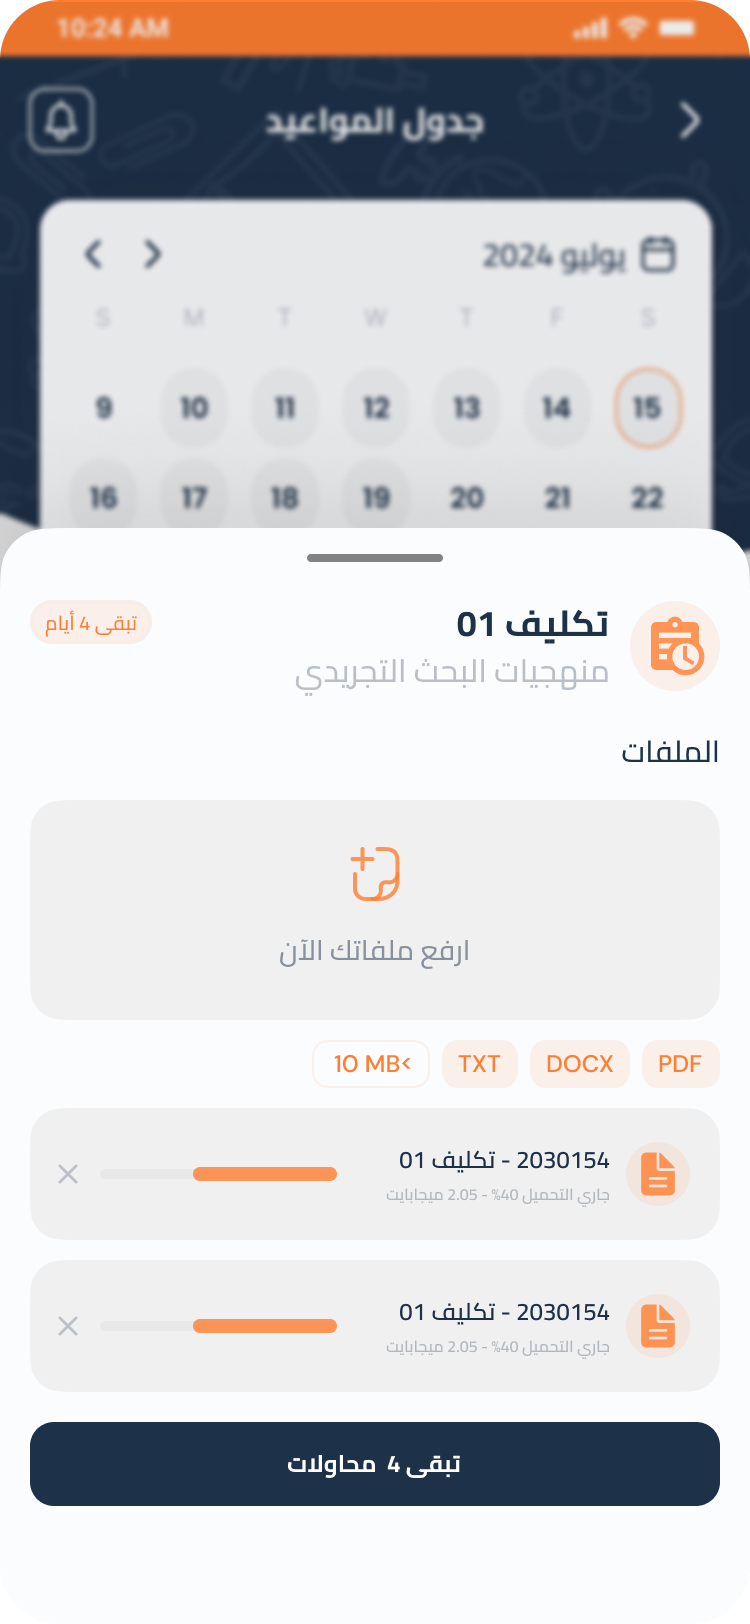 10:24 AM
جدول المواعيد
يوليو 2024
S M T W T F S
9 10 11 12 13 14 15
16 17 18 19 20 21 22
تكليف 01
تبقى 4 أيام
منهجيات البحث التجريدي
الملفات
ارفع ملفاتك الآن
PDF DOCX TXT 10 MB<
2030154 - تكليف 01
جاري التحميل 40% - 2.05 ميجابايت
2030154 - تكليف 01
جاري التحميل 40% - 2.05 ميجابايت
تبقى 4 محاولات